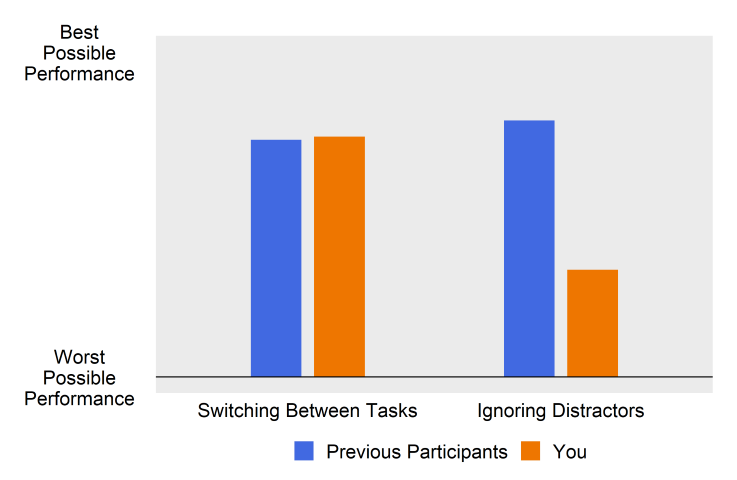 Best
Possible
Performance
Worst
Possible
Performance
Switching Between Tasks
Ignoring Distractors
Previous Participants
You